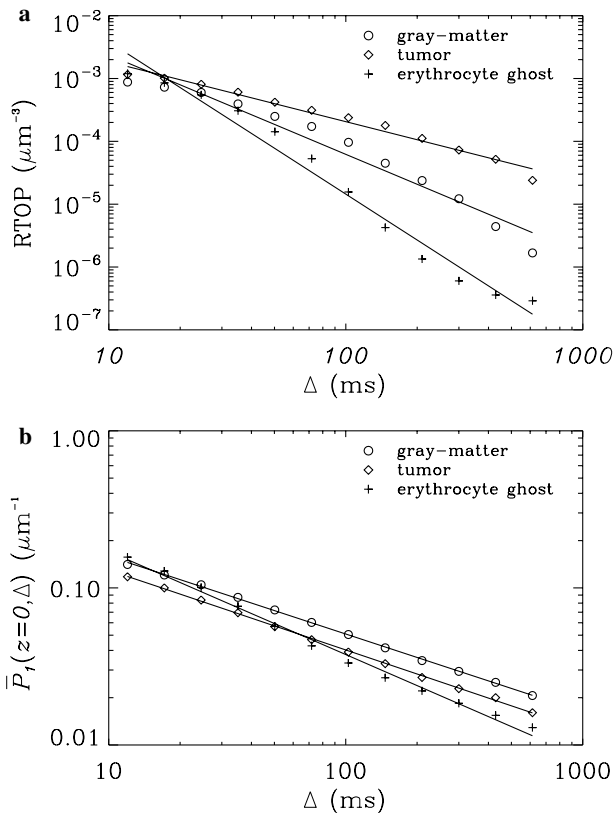 a
10⁻²
10⁻³
10⁻⁴
10⁻⁵
10⁻⁶
10⁻⁷
RTOP (μm⁻³)
gray-matter
tumor
erythrocyte ghost
10
100
1000
Δ (ms)
b
1.00
0.10
0.01
P̄₁(z=0,Δ) (μm⁻¹)
gray-matter
tumor
erythrocyte ghost
10
100
1000
Δ (ms)